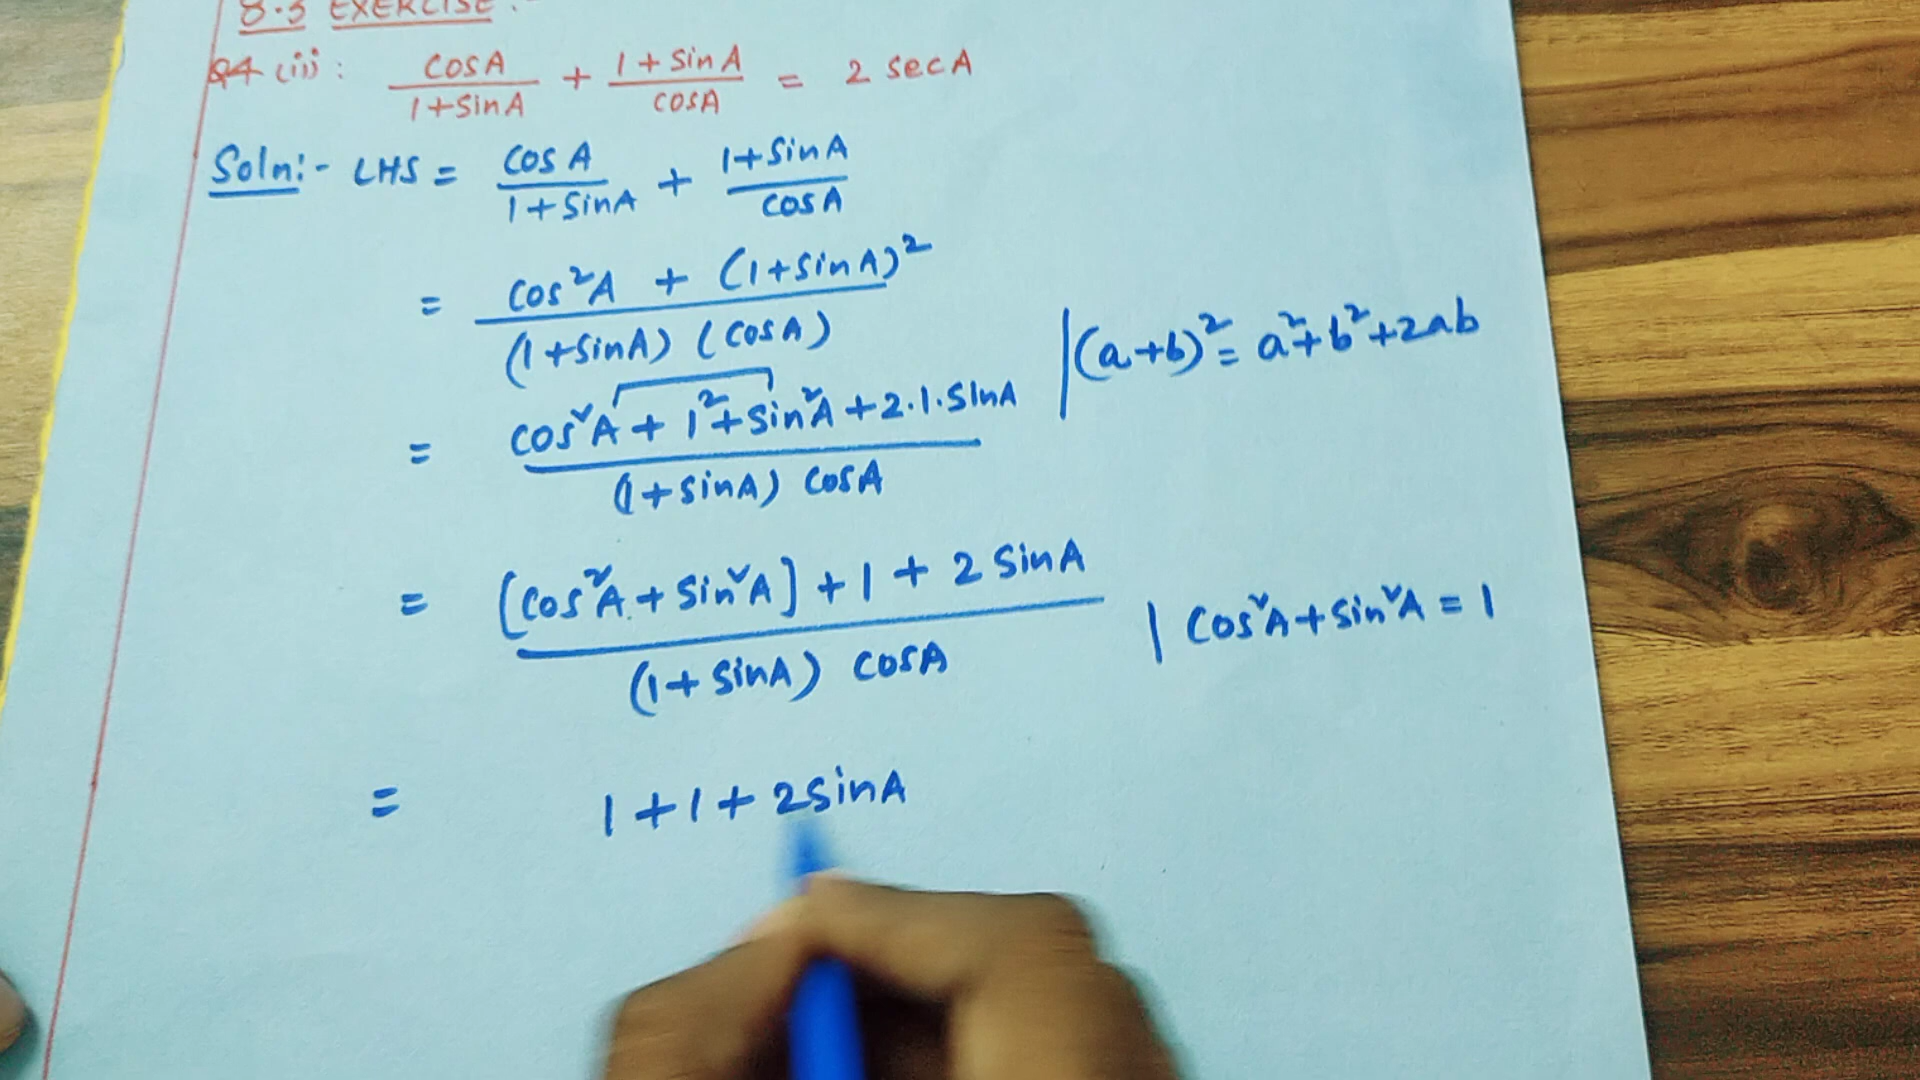 8.3 EXERCISE :
Q4 (ii) : cosA/1+sinA + 1+sinA/cosA = 2 secA
Soln:- LHS = cosA/1+sinA + 1+sinA/cosA
= cos²A + (1+sinA)²/(1+sinA) (cosA)
|(a+b)² = a²+b²+2ab
= cos²A + 1²+sin²A+2.1.sinA/(1+sinA) cosA
= [cos²A + sin²A] + 1 + 2 sinA/(1+sinA) cosA
| cos²A+sin²A = 1
= 1+1+2sinA